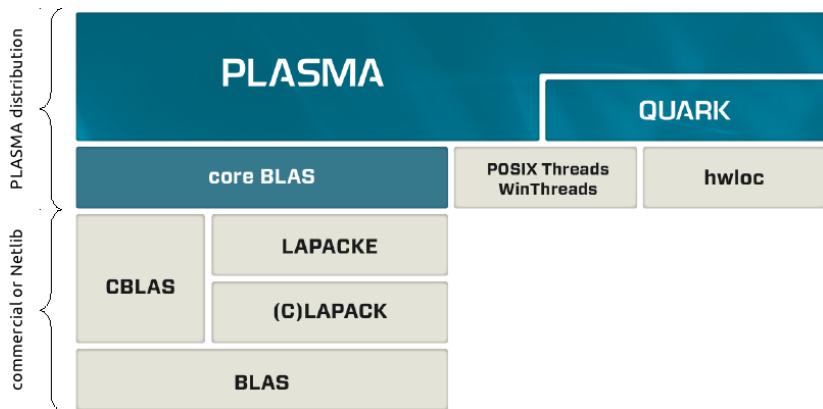 PLASMA distribution
PLASMA
QUARK
core BLAS
POSIX Threads
WinThreads
hwloc
commercial or Netlib
CBLAS
LAPACKE
(C)LAPACK
BLAS